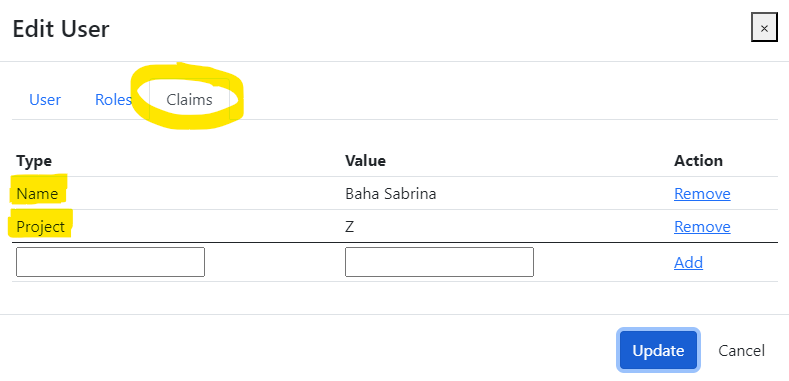 Edit User
×
User Roles Claims
Type Value Action
Name Baha Sabrina Remove
Project Z Remove
Add
Update Cancel